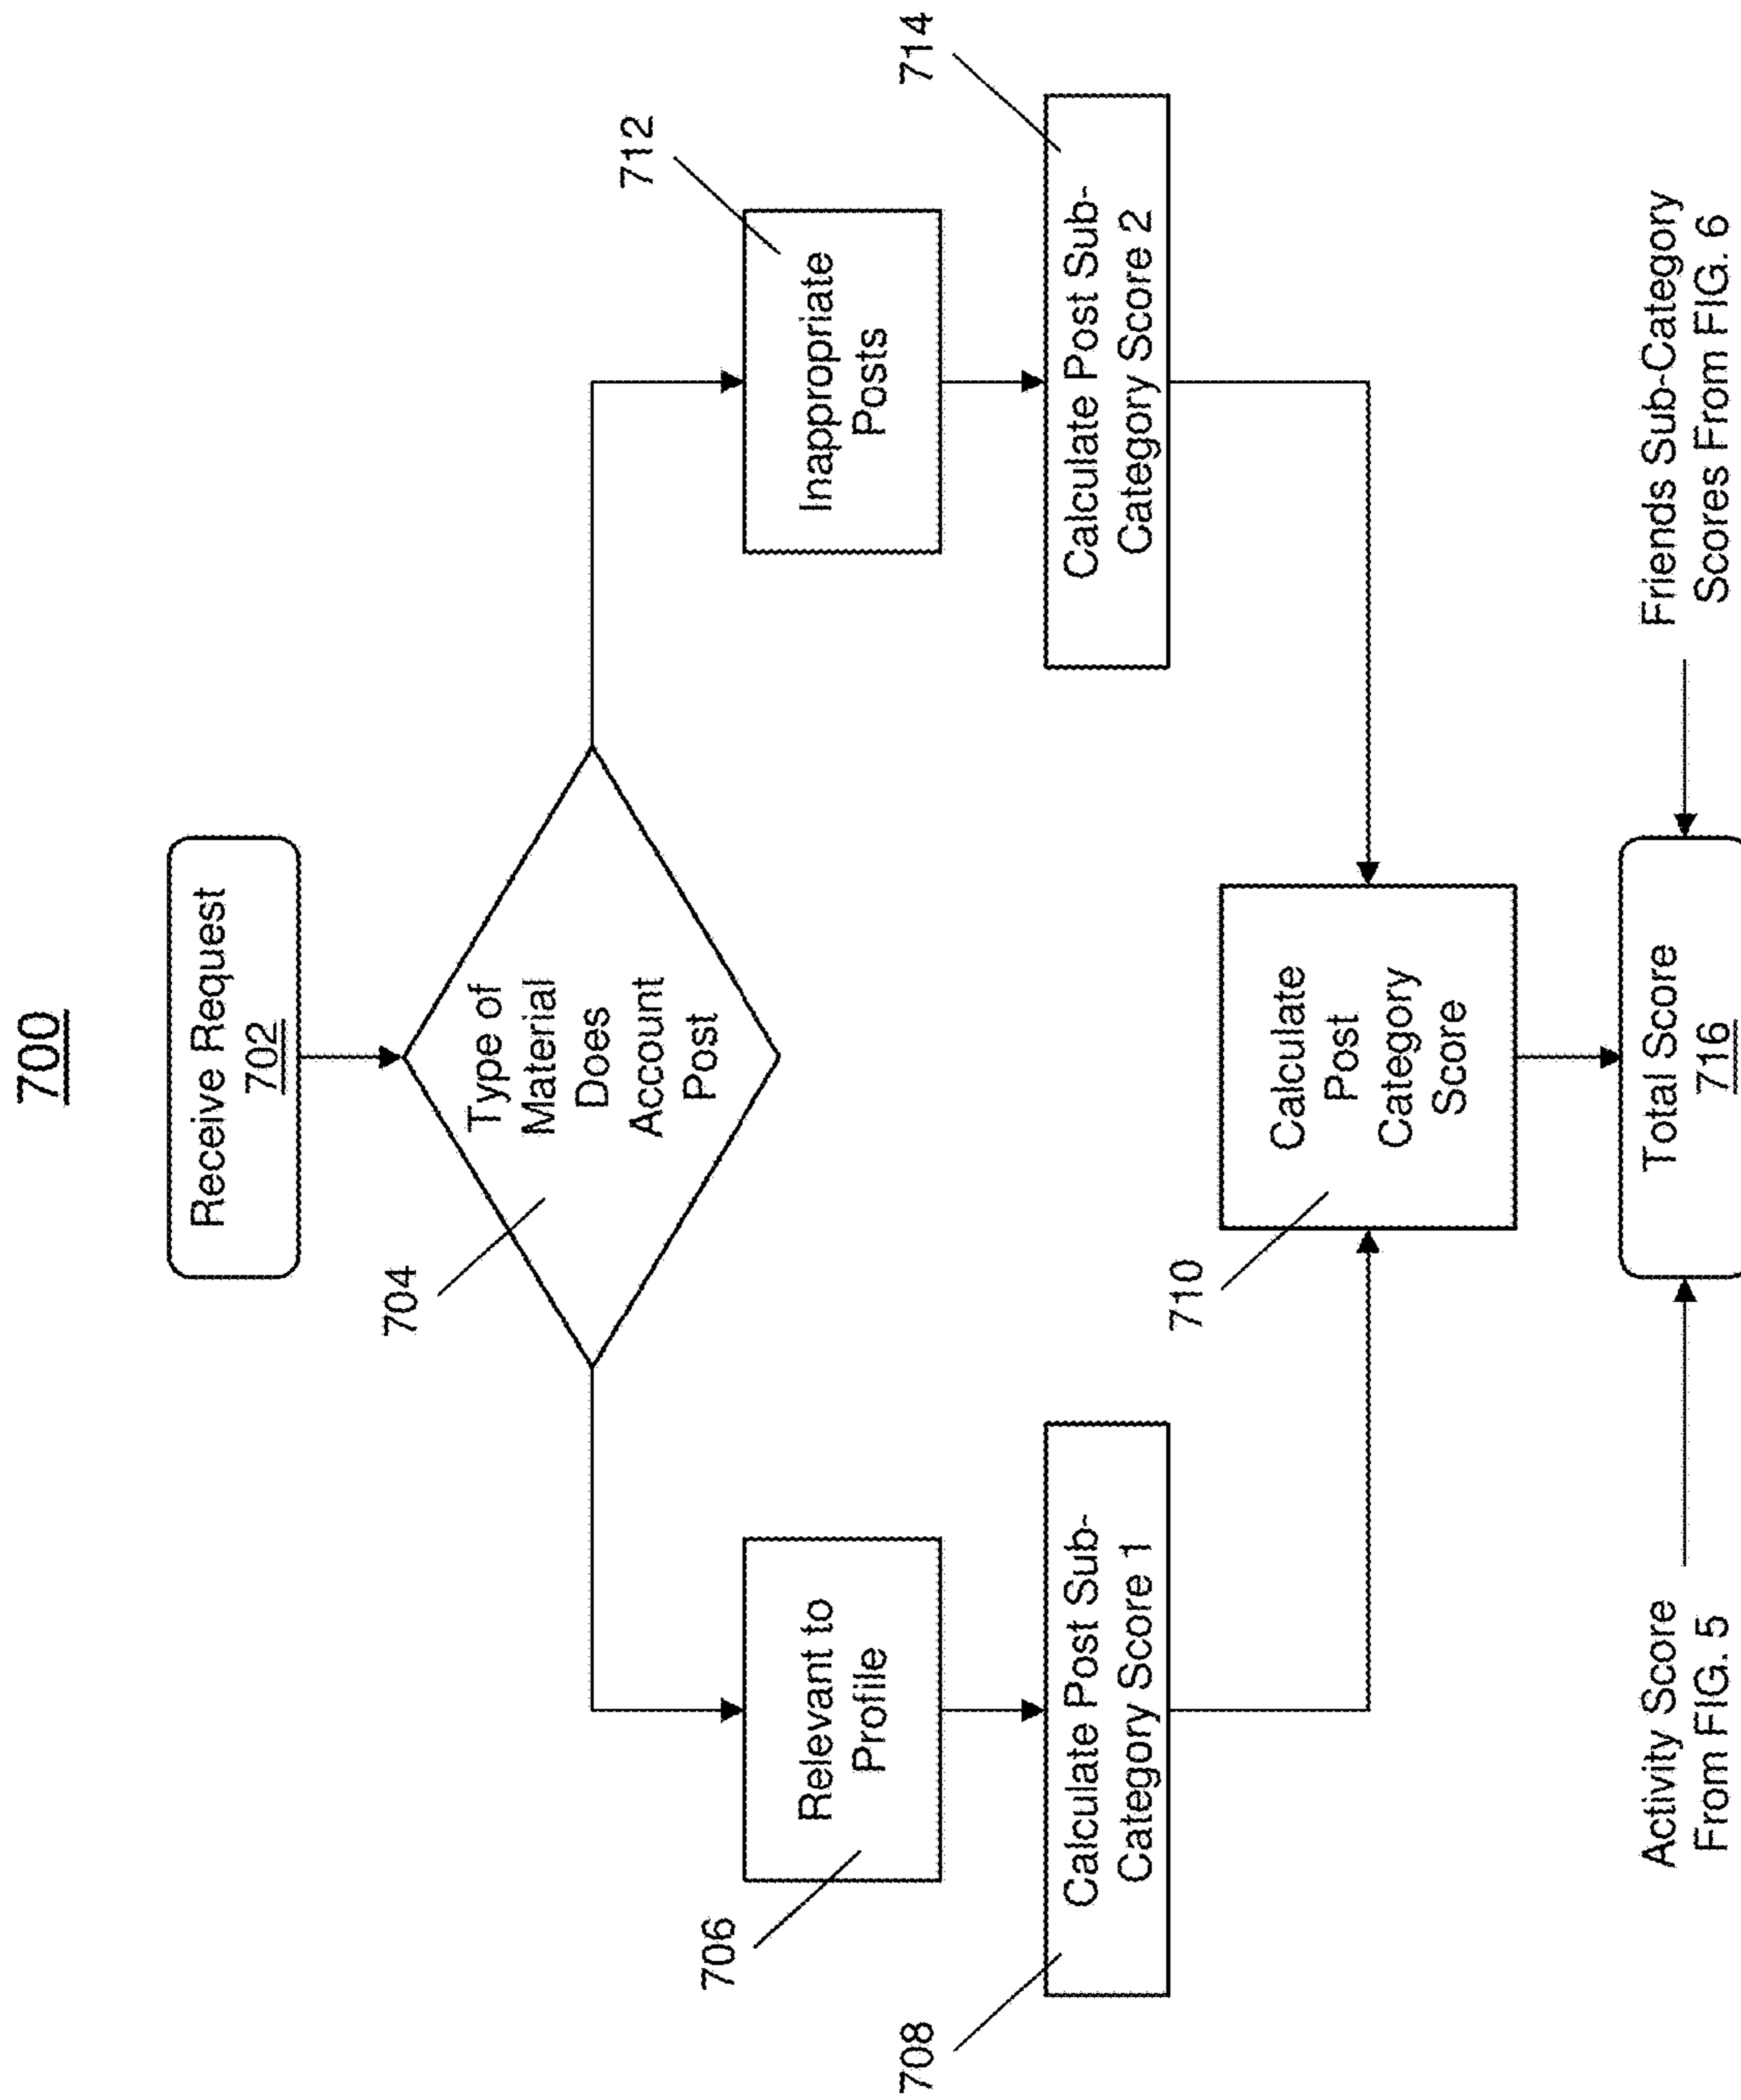 700
Receive Request
702
704
Type of
Material
Does
Account
Post
706
Relevant to
Profile
712
Inappropriate
Posts
708
Calculate Post Sub-
Category Score 1
714
Calculate Post Sub-
Category Score 2
710
Calculate
Post
Category
Score
Activity Score
From FIG. 5
Total Score
716
Friends Sub-Category
Scores From FIG. 6